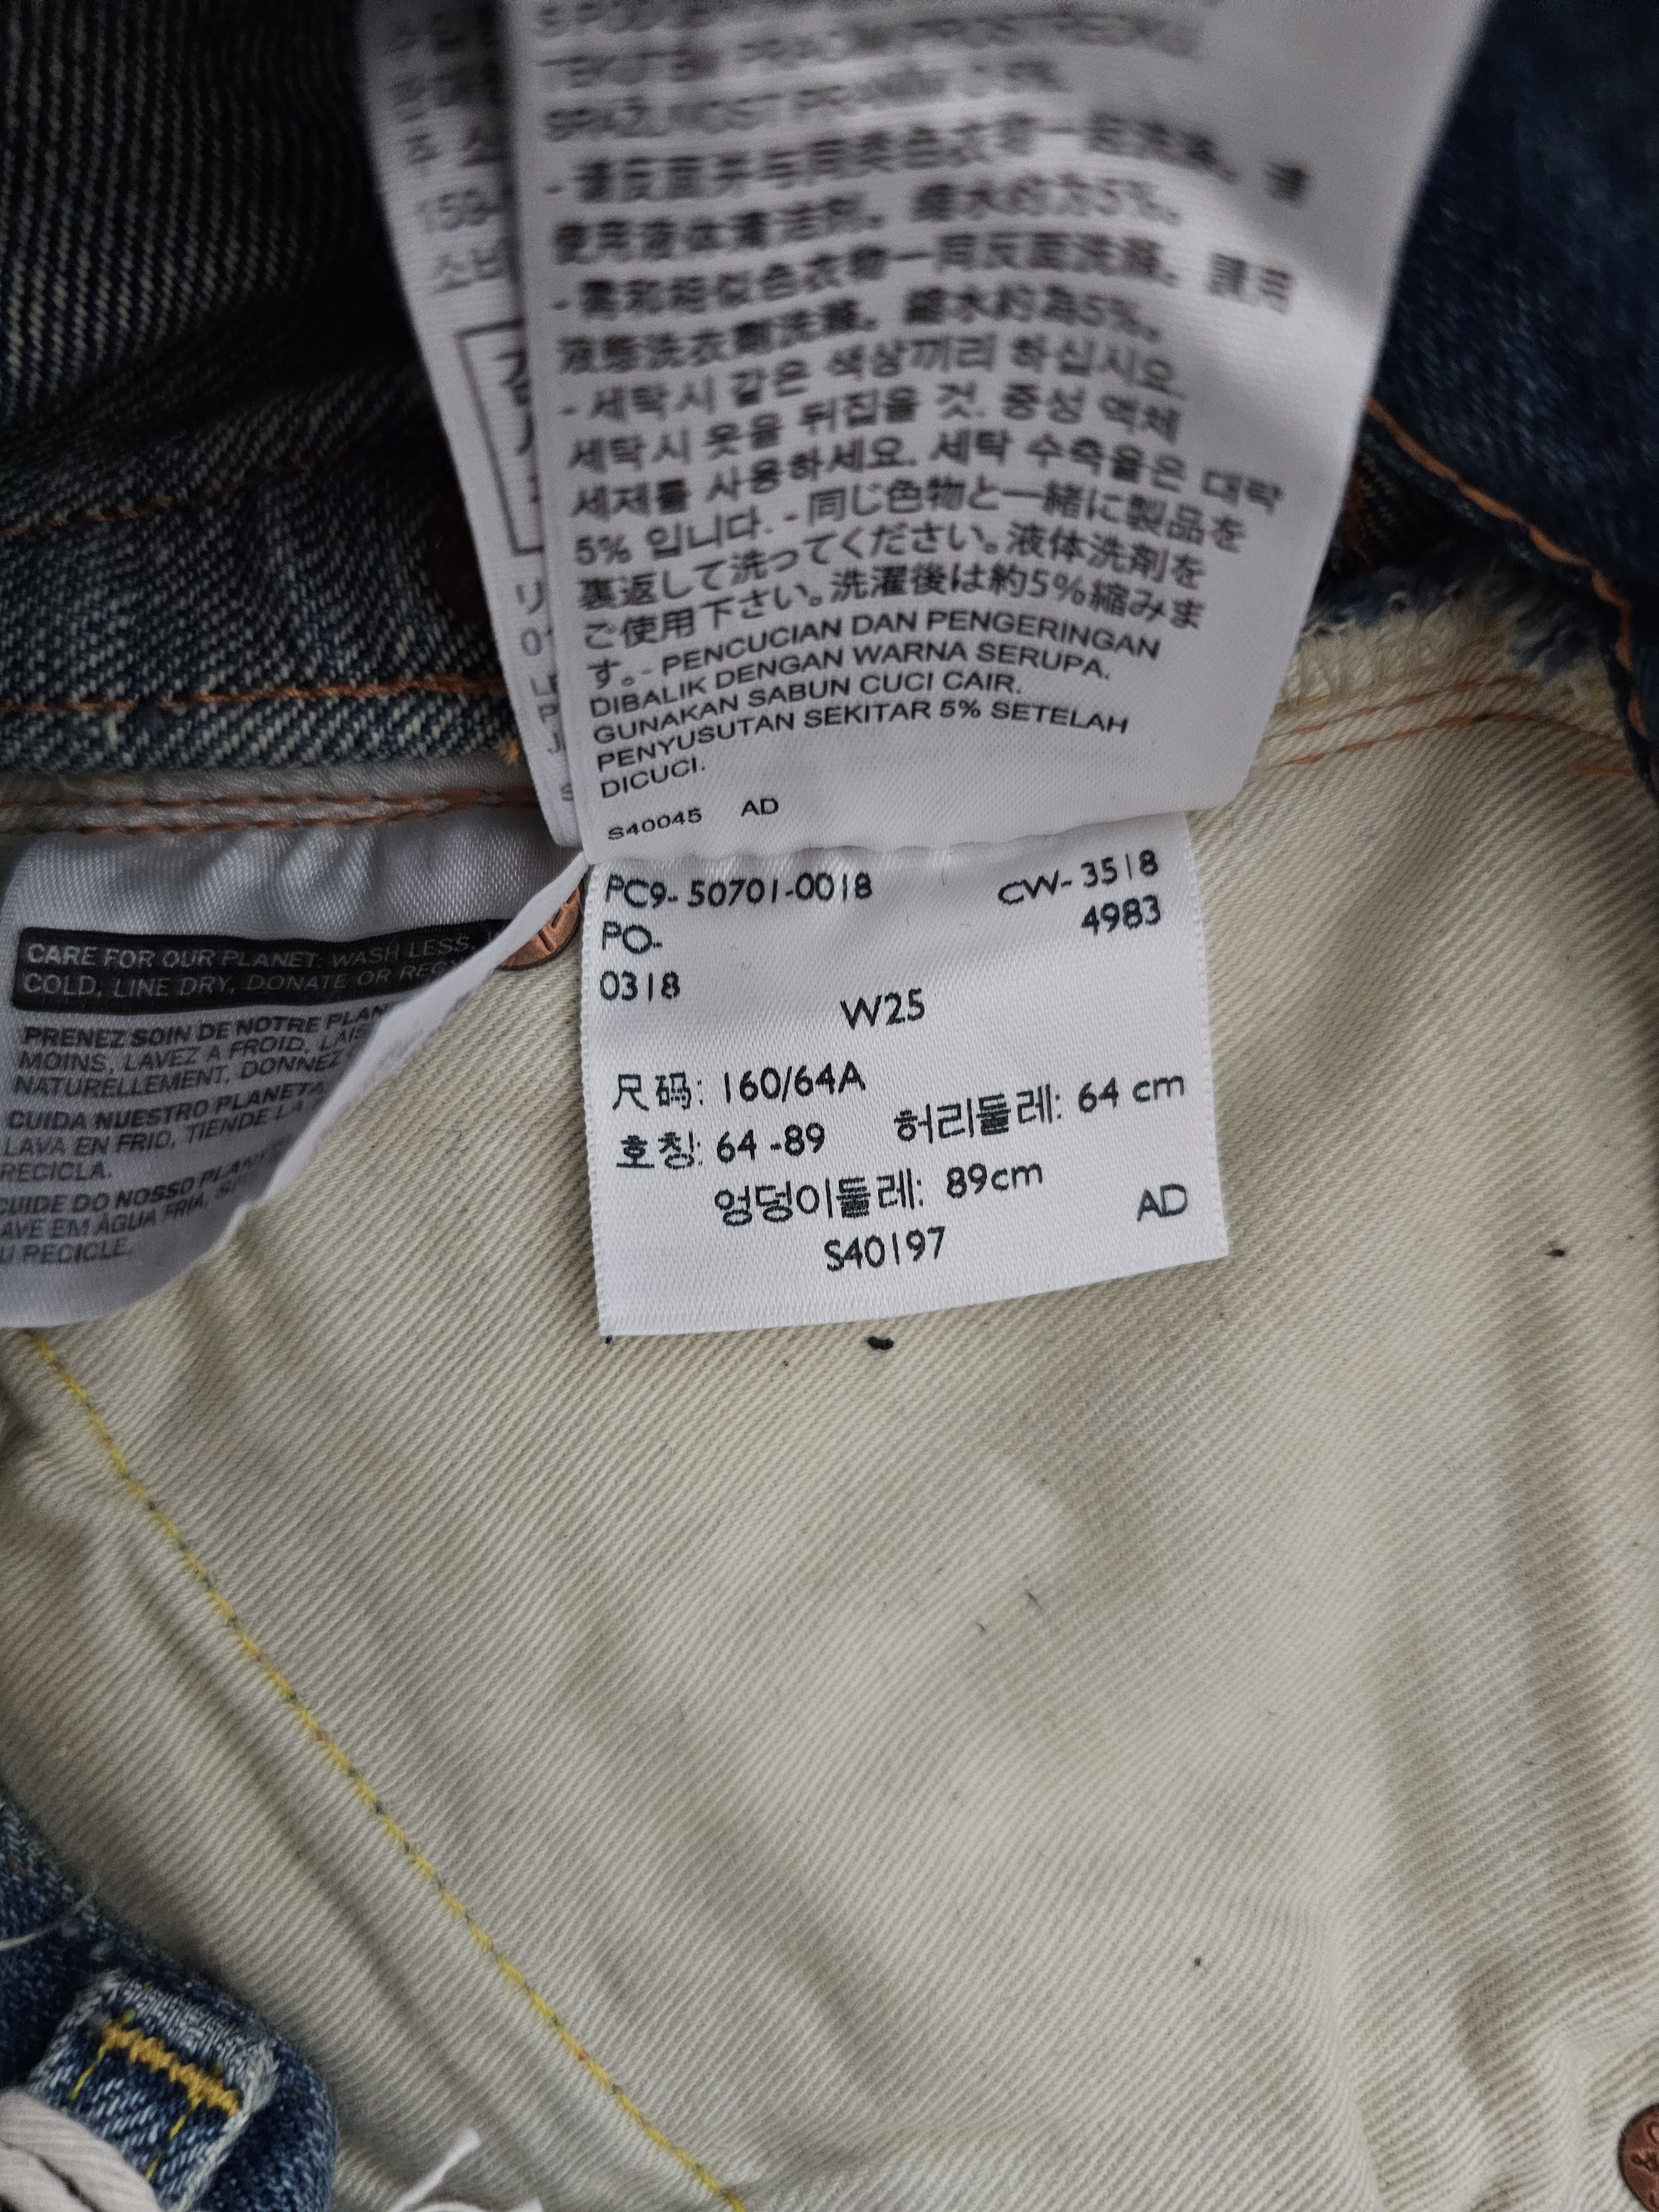 - 请反面并与同类色衣物一起洗涤。请
使用液体清洁剂。缩水约为5%。
- 需和相似色衣物一同反面洗滌。請用
液態洗衣劑洗滌。縮水約為5%。
- 세탁시 같은 색상끼리 하십시요.
세탁시 옷을 뒤집을 것. 중성 액체
세제를 사용하세요. 세탁 수축율은 대략
5% 입니다. - 同じ色物と一緒に製品を
裏返して洗ってください。液体洗剤を
ご使用下さい。洗濯後は約5%縮みま
す。- PENCUCIAN DAN PENGERINGAN
DIBALIK DENGAN WARNA SERUPA.
GUNAKAN SABUN CUCI CAIR.
PENYUSUTAN SEKITAR 5% SETELAH
DICUCI.
S40045 AD
PC9-50701-0018 CW-3518
PO- 4983
0318
W25
尺码: 160/64A
호칭: 64-89 허리둘레: 64 cm
엉덩이둘레: 89cm
S40197 AD
CARE FOR OUR PLANET: WASH LESS,
COLD, LINE DRY, DONATE OR
PRENEZ SOIN DE NOTRE
MOINS, LAVEZ A FROID,
NATURELLEMENT, DONNEZ
CUIDA NUESTRO PLANETA
LAVA EN FRIO, TIENDE LA
RECICLA.
CUIDE DO NOSSO
EM ÁGUA FRIA,
RECICLE.